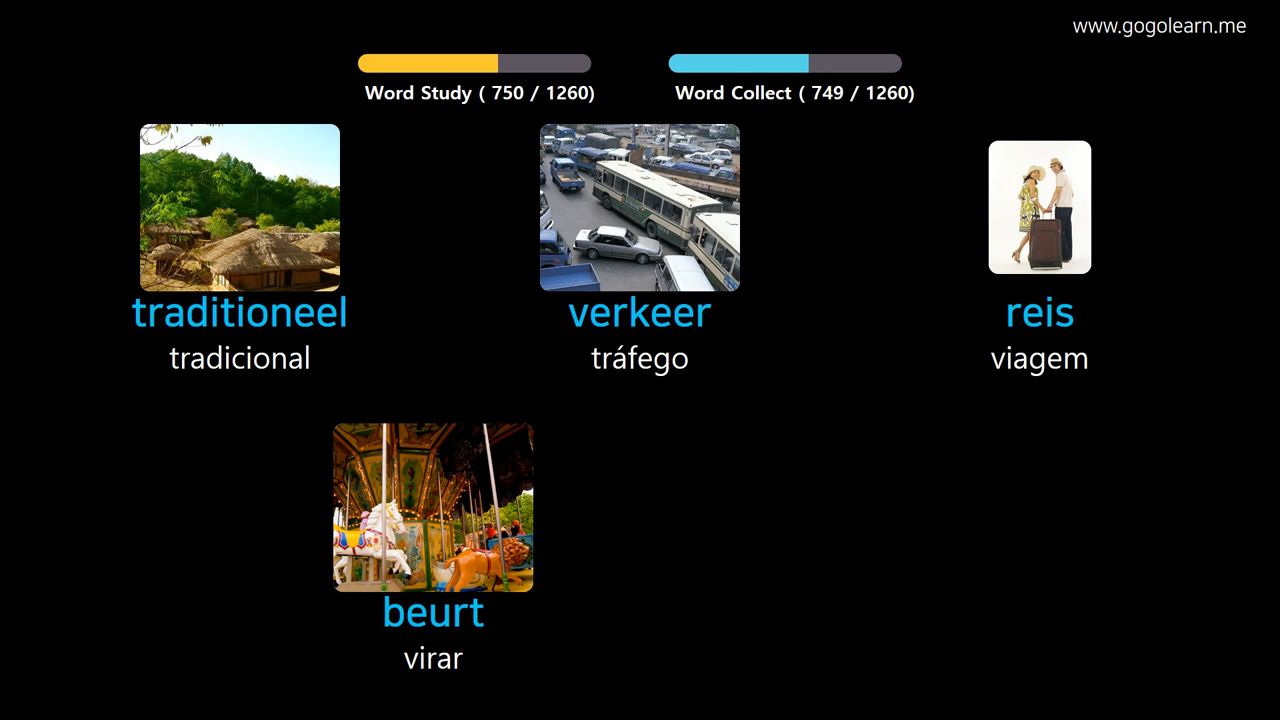 www.gogolearn.me
Word Study ( 750 / 1260)
Word Collect ( 749 / 1260)
traditioneel
tradicional
verkeer
tráfego
reis
viagem
beurt
virar